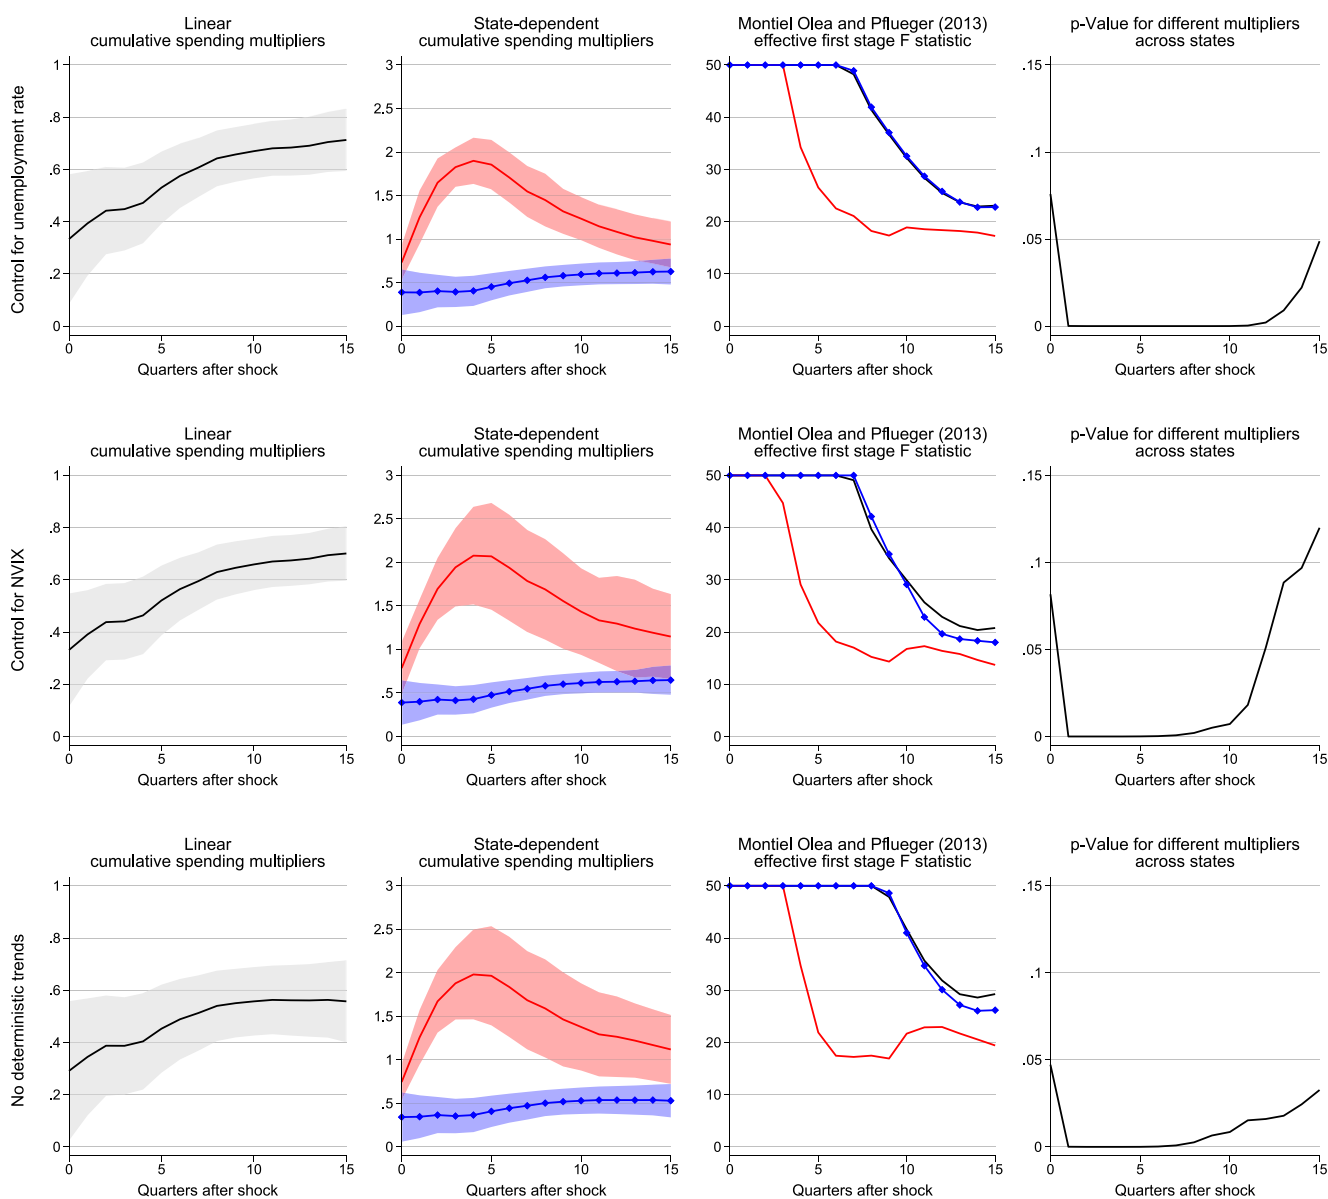 Linear
cumulative spending multipliers
State-dependent
cumulative spending multipliers
Montiel Olea and Pflueger (2013)
effective first stage F statistic
p-Value for different multipliers
across states
Control for unemployment rate
1
.8
.6
.4
.2
0
0 5 10 15
Quarters after shock
3
2.5
2
1.5
1
.5
0
0 5 10 15
Quarters after shock
50
40
30
20
10
0
0 5 10 15
Quarters after shock
.15
.1
.05
0
0 5 10 15
Quarters after shock
Linear
cumulative spending multipliers
State-dependent
cumulative spending multipliers
Montiel Olea and Pflueger (2013)
effective first stage F statistic
p-Value for different multipliers
across states
Control for NVIX
1
.8
.6
.4
.2
0
0 5 10 15
Quarters after shock
3
2.5
2
1.5
1
.5
0
0 5 10 15
Quarters after shock
50
40
30
20
10
0
0 5 10 15
Quarters after shock
.15
.1
.05
0
0 5 10 15
Quarters after shock
Linear
cumulative spending multipliers
State-dependent
cumulative spending multipliers
Montiel Olea and Pflueger (2013)
effective first stage F statistic
p-Value for different multipliers
across states
No deterministic trends
1
.8
.6
.4
.2
0
0 5 10 15
Quarters after shock
3
2.5
2
1.5
1
.5
0
0 5 10 15
Quarters after shock
50
40
30
20
10
0
0 5 10 15
Quarters after shock
.15
.1
.05
0
0 5 10 15
Quarters after shock